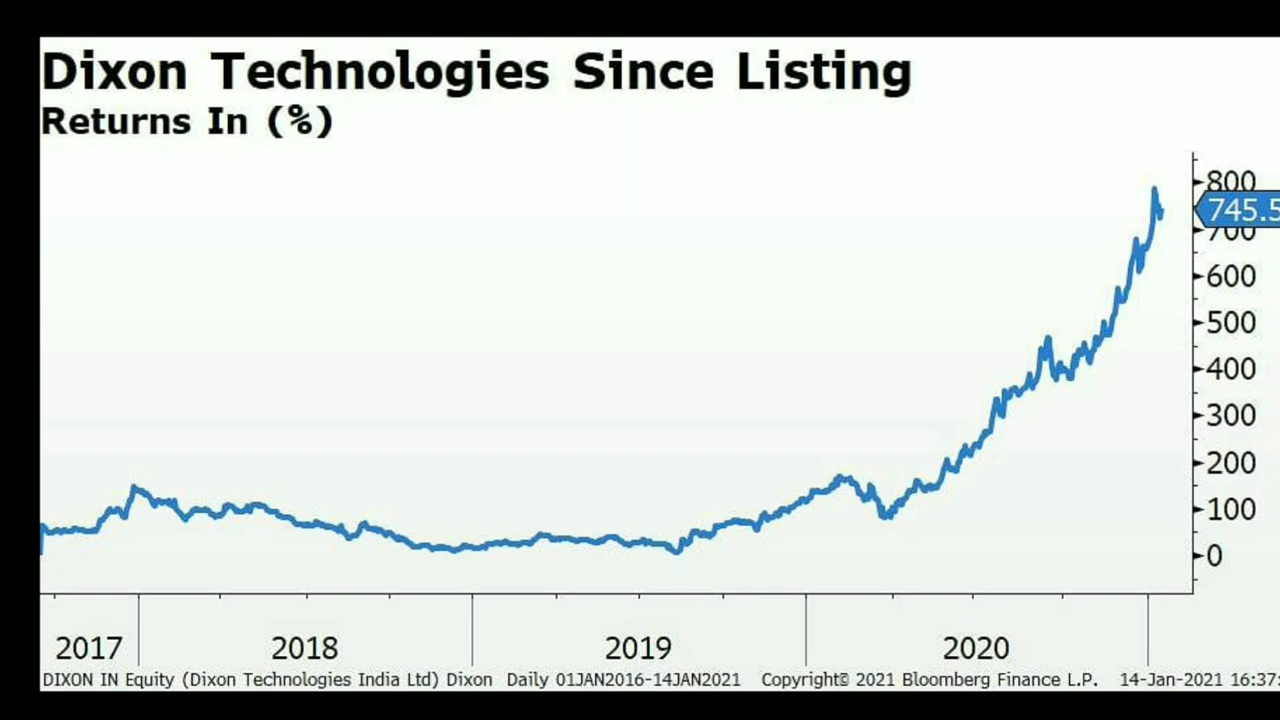 Dixon Technologies Since Listing
Returns In (%)
800
745.5
700
600
500
400
300
200
100
0
2017 2018 2019 2020
DIXON IN Equity (Dixon Technologies India Ltd) Dixon Daily 01JAN2016-14JAN2021 Copyright© 2021 Bloomberg Finance L.P. 14-Jan-2021 16:37: